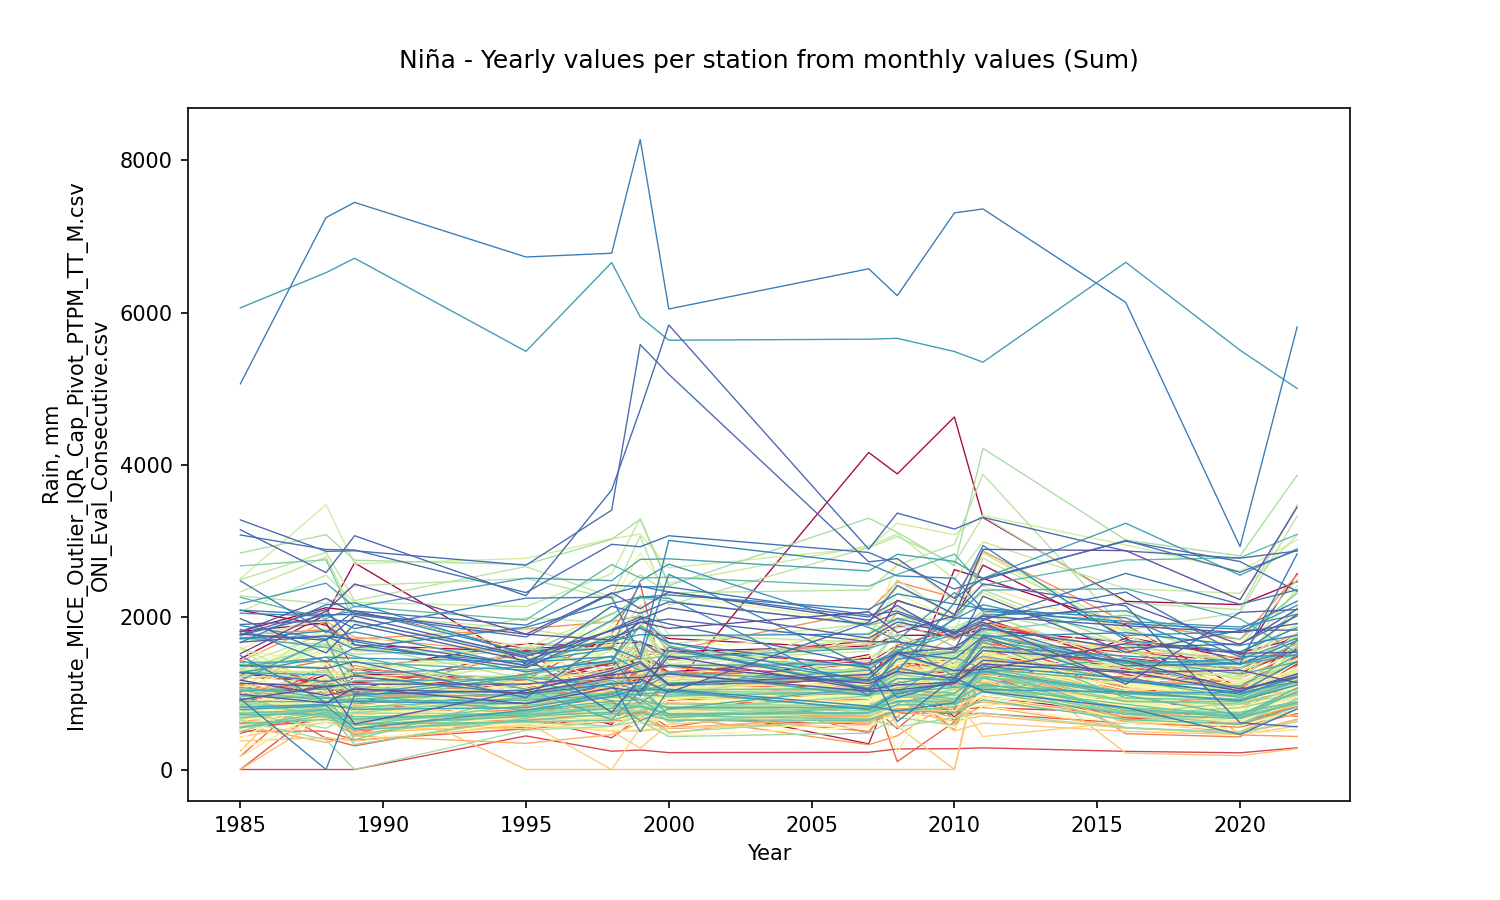 Niña - Yearly values per station from monthly values (Sum)
Rain, mm
Impute_MICE_Outlier_IQR_Cap_Pivot_PTPM_TT_M.csv
ONI_Eval_Consecutive.csv
8000
6000
4000
2000
0
1985 1990 1995 2000 2005 2010 2015 2020
Year